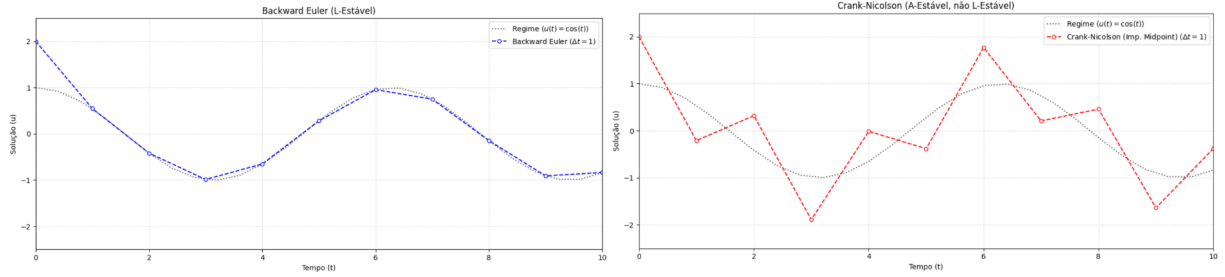 Backward Euler (L-Estável)
Regime (u(t) = cos(t))
Backward Euler (Δt = 1)
Solução (u)
2
1
0
−1
−2
0 2 4 6 8 10
Tempo (t)
Crank-Nicolson (A-Estável, não L-Estável)
Regime (u(t) = cos(t))
Crank-Nicolson (Imp. Midpoint) (Δt = 1)
Solução (u)
2
1
0
−1
−2
0 2 4 6 8 10
Tempo (t)